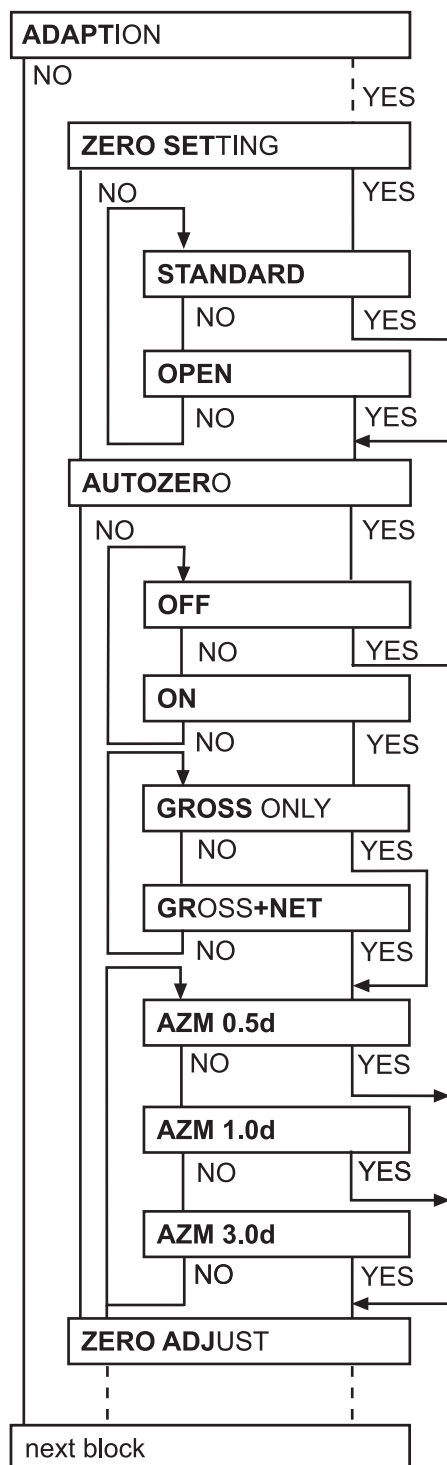 ADAPTION
NO
YES
ZERO SETTING
NO
YES
STANDARD
NO
YES
OPEN
NO
YES
AUTOZERO
NO
YES
OFF
NO
YES
ON
NO
YES
GROSS ONLY
NO
YES
GROSS+NET
NO
YES
AZM 0.5d
NO
YES
AZM 1.0d
NO
YES
AZM 3.0d
NO
YES
ZERO ADJUST
next block